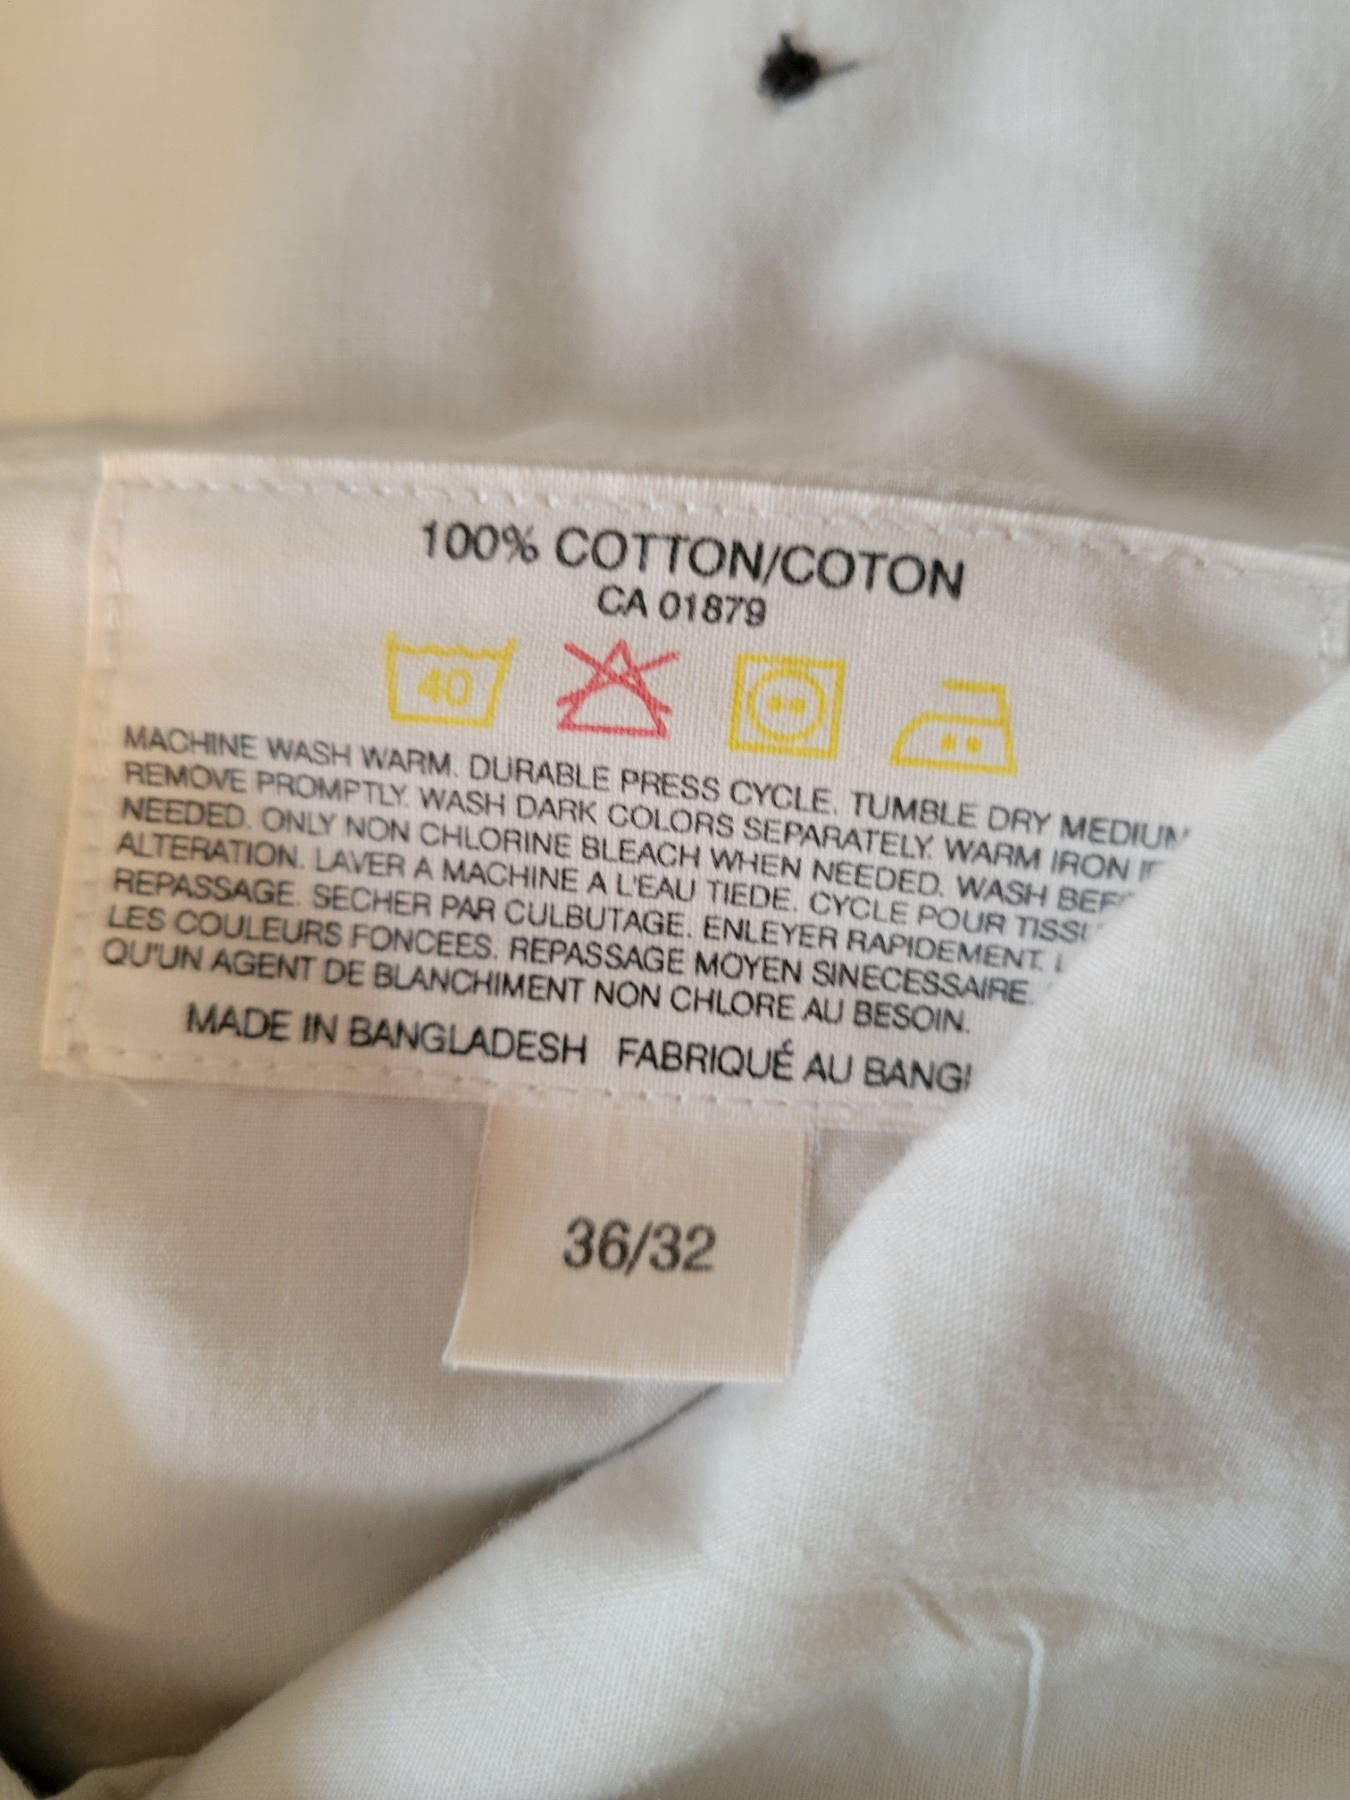 100% COTTON/COTON
CA 01879
40
MACHINE WASH WARM. DURABLE PRESS CYCLE. TUMBLE DRY MEDIUM
REMOVE PROMPTLY. WASH DARK COLORS SEPARATELY. WARM IRON
NEEDED. ONLY NON CHLORINE BLEACH WHEN NEEDED. WASH
ALTERATION. LAVER A MACHINE A L'EAU TIEDE. CYCLE POUR
REPASSAGE. SECHER PAR CULBUTAGE. ENLEYER RAPIDEMENT.
LES COULEURS FONCEES. REPASSAGE MOYEN SINECESSAIRE.
QU'UN AGENT DE BLANCHIMENT NON CHLORE AU BESOIN.
MADE IN BANGLADESH FABRIQUÉ AU
36/32